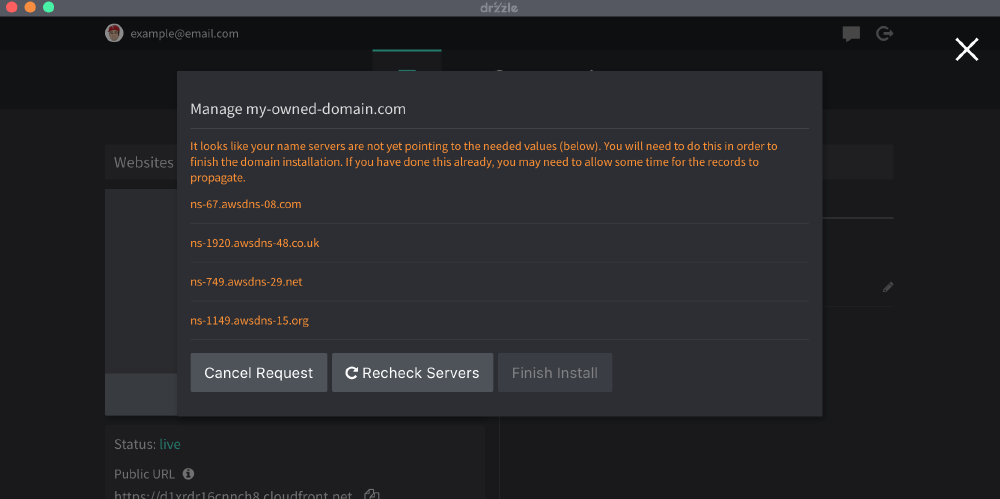 drzzle
example@email.com
Manage my-owned-domain.com
It looks like your name servers are not yet pointing to the needed values (below). You will need to do this in order to
finish the domain installation. If you have done this already, you may need to allow some time for the records to
propagate.
ns-67.awsdns-08.com
ns-1920.awsdns-48.co.uk
ns-749.awsdns-29.net
ns-1149.awsdns-15.org
Cancel Request
Recheck Servers
Finish Install
Websites
Status: live
Public URL
https://d1xrdr16cnnch8.cloudfront.net